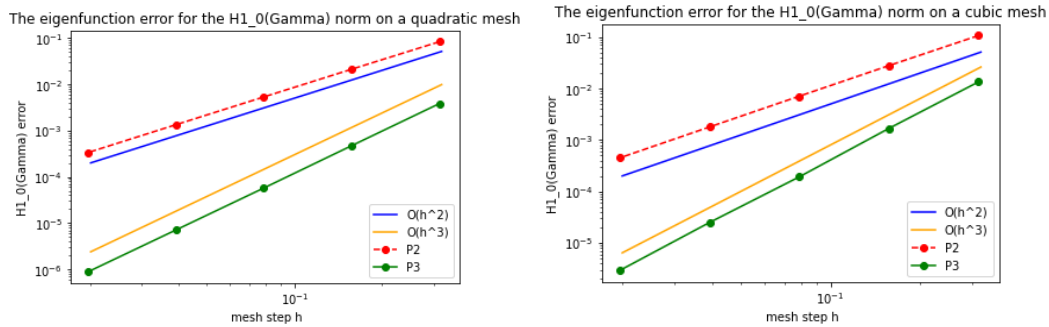 The eigenfunction error for the H1_0(Gamma) norm on a quadratic mesh
10^-1
10^-2
10^-3
10^-4
10^-5
10^-6
H1_0(Gamma) error
O(h^2)
O(h^3)
P2
P3
10^-1
mesh step h
The eigenfunction error for the H1_0(Gamma) norm on a cubic mesh
10^-1
10^-2
10^-3
10^-4
10^-5
H1_0(Gamma) error
O(h^2)
O(h^3)
P2
P3
10^-1
mesh step h